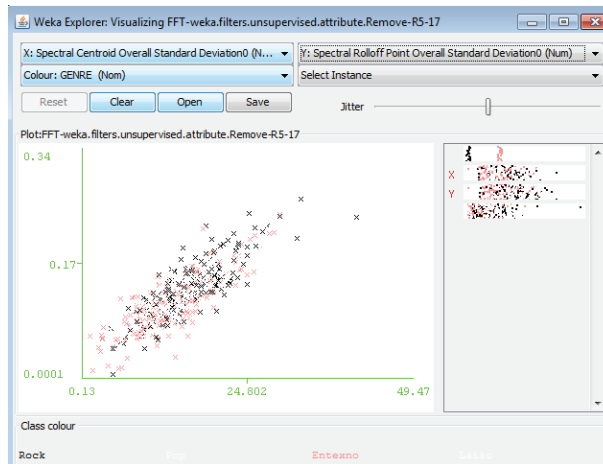 Weka Explorer: Visualizing FFT-weka.filters.unsupervised.attribute.Remove-R5-17
X: Spectral Centroid Overall Standard Deviation0 (N... Y: Spectral Rolloff Point Overall Standard Deviation0 (Num)
Colour: GENRE (Nom) Select Instance
Reset Clear Open Save Jitter
Plot:FFT-weka.filters.unsupervised.attribute.Remove-R5-17
0.34
X
Y
0.17
0.0001
0.13 24.802 49.47
Class colour
Rock Pop Entexno Laiko